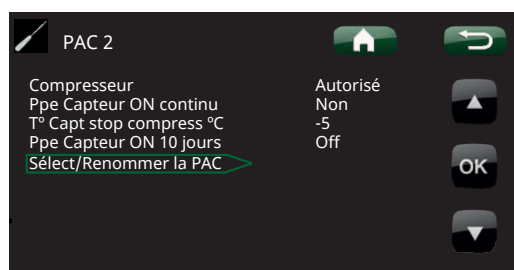 PAC 2
Compresseur Autorisé
Ppe Capteur ON continu Non
T° Capt stop compress °C -5
Ppe Capteur ON 10 jours Off
Sélect/Renommer la PAC
OK